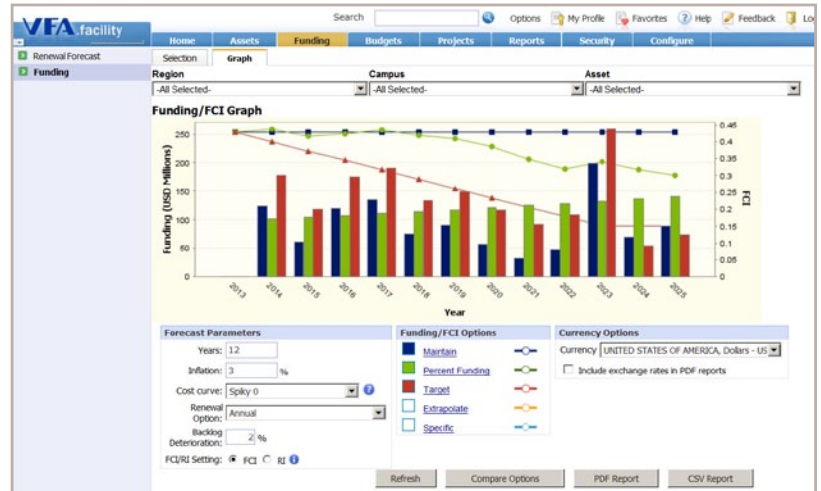 VFA.facility
Search
Options My Profile Favorites Help Feedback Lo
Home Assets Funding Budgets Projects Reports Security Configure
Renewal Forecast
Funding
Selection Graph
Region Campus Asset
-All Selected- -All Selected- -All Selected-
Funding/FCI Graph
Funding (USD Millions)
250
200
150
100
50
0
0.45
0.4
0.35
0.3
0.25
0.2
0.15
0.1
0.05
0
FCI
2013 2014 2015 2016 2017 2018 2019 2020 2021 2022 2023 2024 2025
Year
Forecast Parameters
Years: 12
Inflation: 3 %
Cost curve: Spiky 0
Renewal Option: Annual
Backlog Deterioration: 2 %
FCI/RI Setting: FCI RI
Funding/FCI Options
Maintain
Percent Funding
Target
Extrapolate
Specific
Currency Options
Currency UNITED STATES OF AMERICA, Dollars - US
Include exchange rates in PDF reports
Refresh Compare Options PDF Report CSV Report